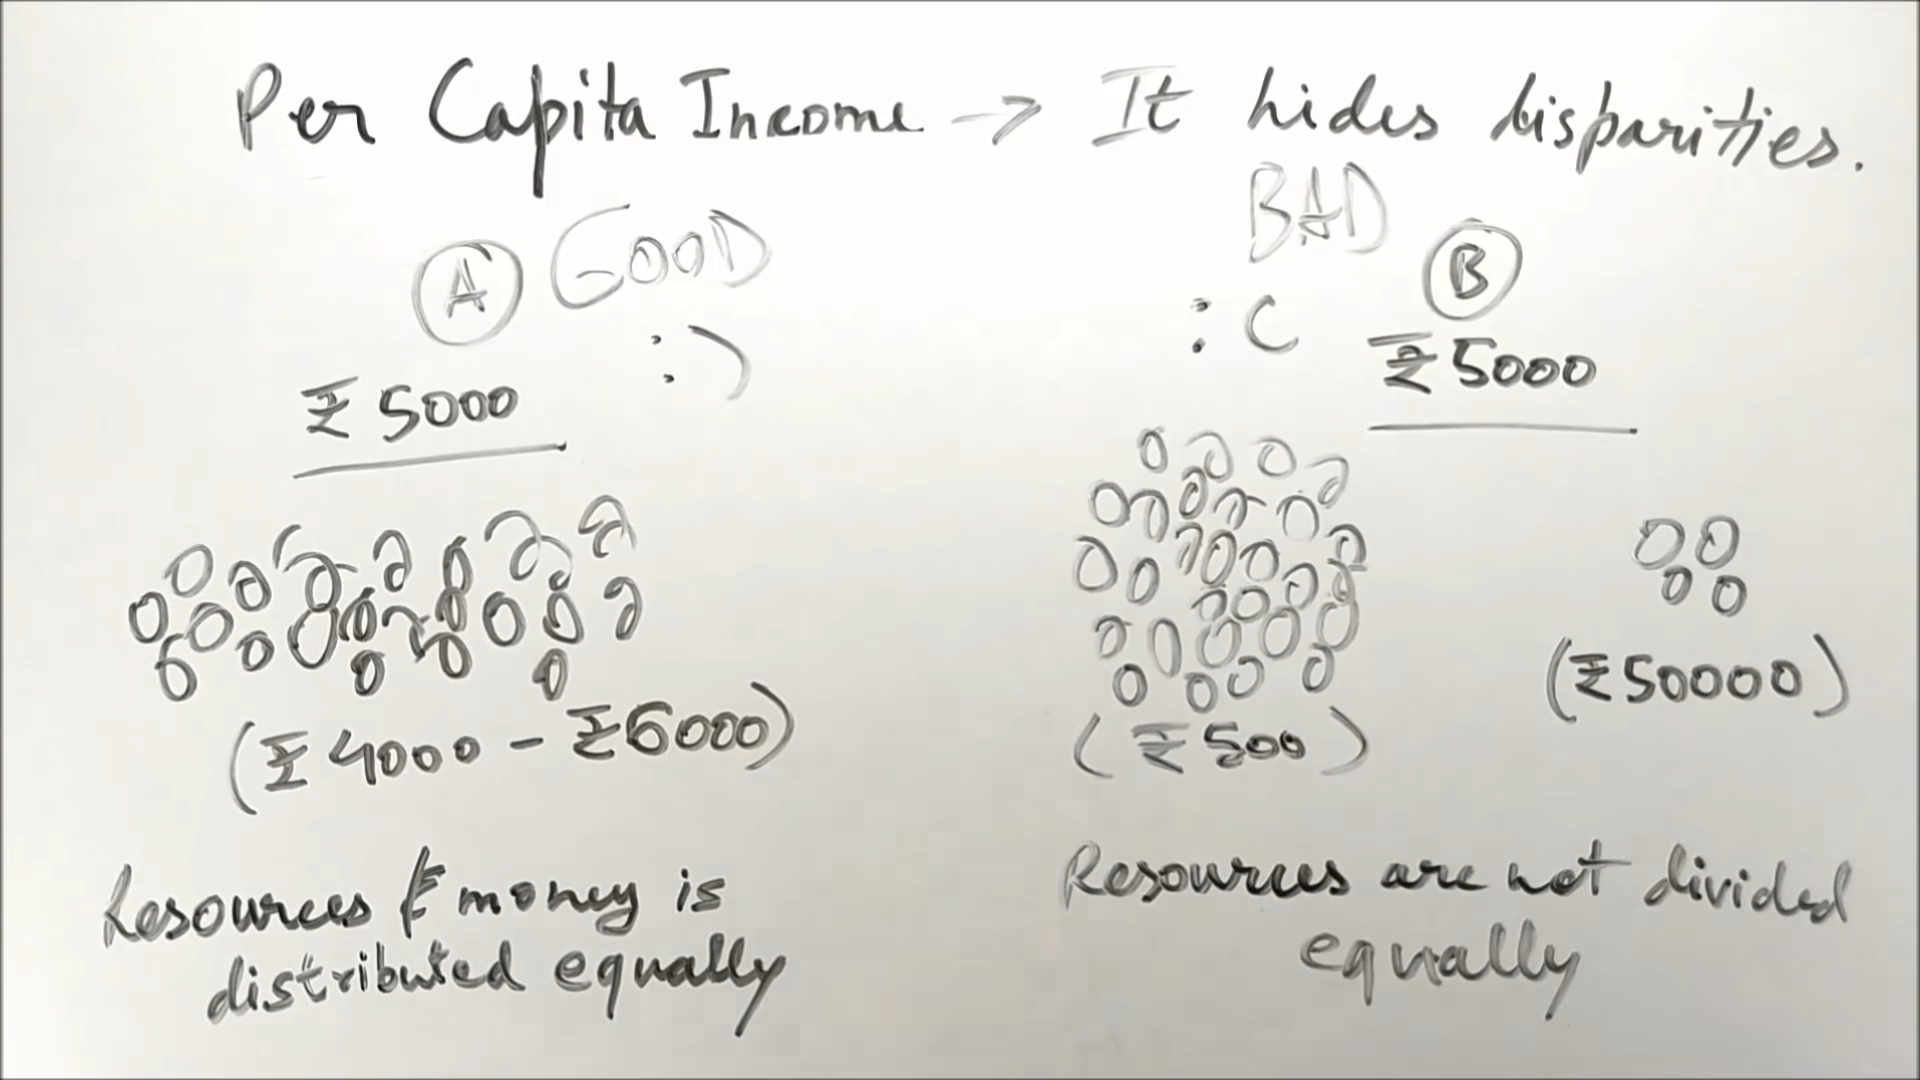 Per Capita Income → It hides disparities.
A GOOD
:)
₹ 5000
(₹ 4000 - ₹6000)
Resources & money is
distributed equally
BAD
B
:(
₹ 5000
(₹ 500)
(₹ 50000)
Resources are not divided
equally